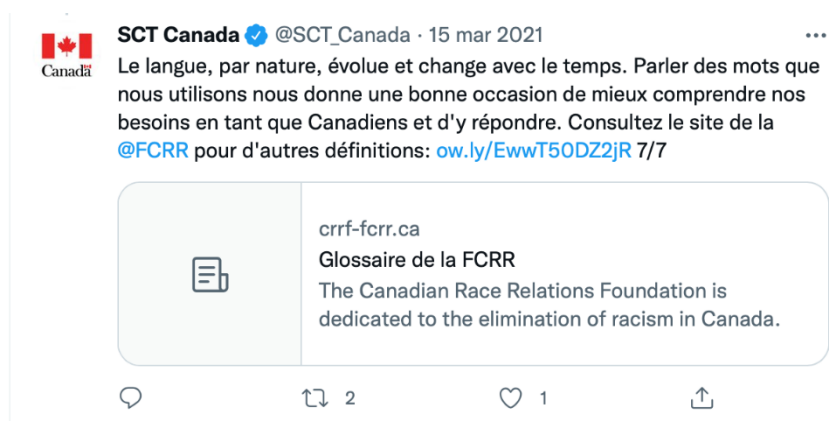 SCT Canada @SCT_Canada · 15 mar 2021
Canada
Le langue, par nature, évolue et change avec le temps. Parler des mots que
nous utilisons nous donne une bonne occasion de mieux comprendre nos
besoins en tant que Canadiens et d'y répondre. Consultez le site de la
@FCRR pour d'autres définitions: ow.ly/EwwT50DZ2jR 7/7
crrf-fcrr.ca
Glossaire de la FCRR
The Canadian Race Relations Foundation is
dedicated to the elimination of racism in Canada.
2 1